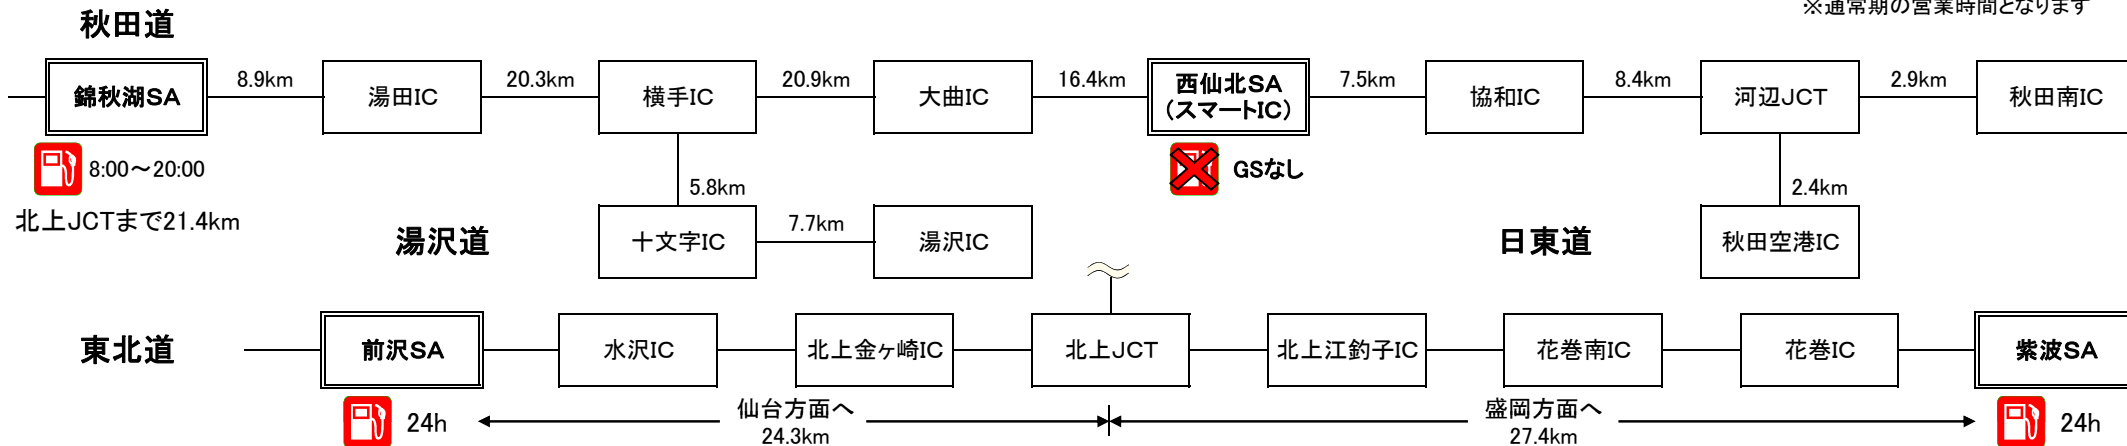 ※通常期の営業時間となります
秋田道
錦秋湖SA
8.9km
湯田IC
20.3km
横手IC
20.9km
大曲IC
16.4km
西仙北SA
(スマートIC)
7.5km
協和IC
8.4km
河辺JCT
2.9km
秋田南IC
8:00~20:00
GSなし
5.8km
2.4km
北上JCTまで21.4km
湯沢道
十文字IC
7.7km
湯沢IC
日東道
秋田空港IC
東北道
前沢SA
水沢IC
北上金ヶ崎IC
北上JCT
北上江釣子IC
花巻南IC
花巻IC
紫波SA
24h
仙台方面へ
24.3km
盛岡方面へ
27.4km
24h